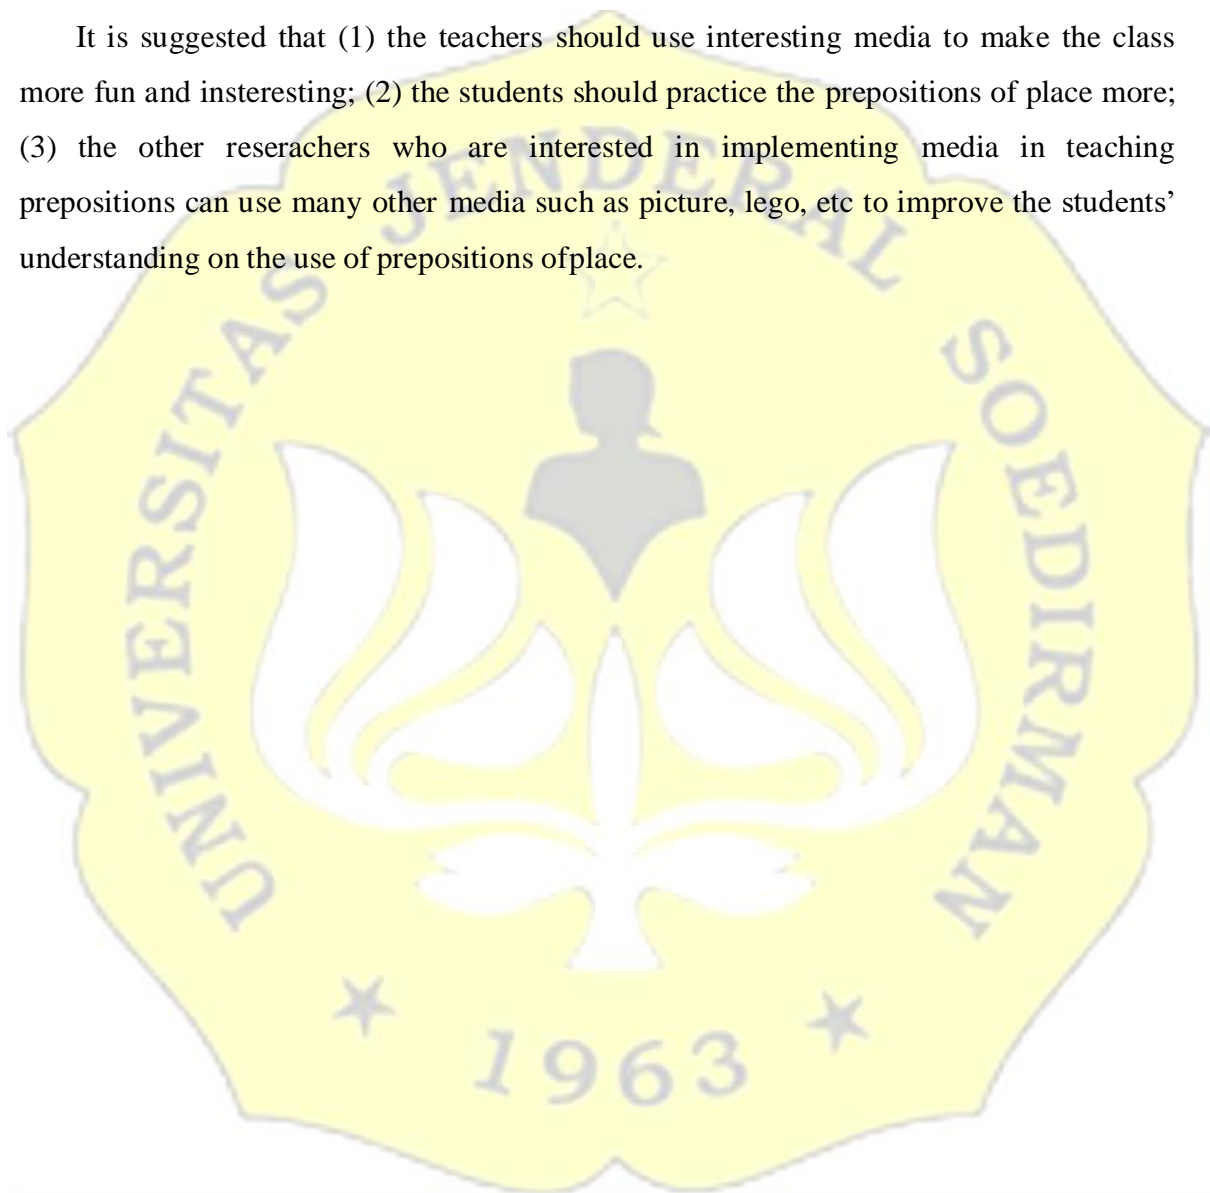 It is suggested that (1) the teachers should use interesting media to make the class
more fun and insteresting; (2) the students should practice the prepositions of place more;
(3) the other reserachers who are interested in implementing media in teaching
prepositions can use many other media such as picture, lego, etc to improve the students’
understanding on the use of prepositions ofplace.
UNIVERSITAS JENDERAL SOEDIRMAN
1963